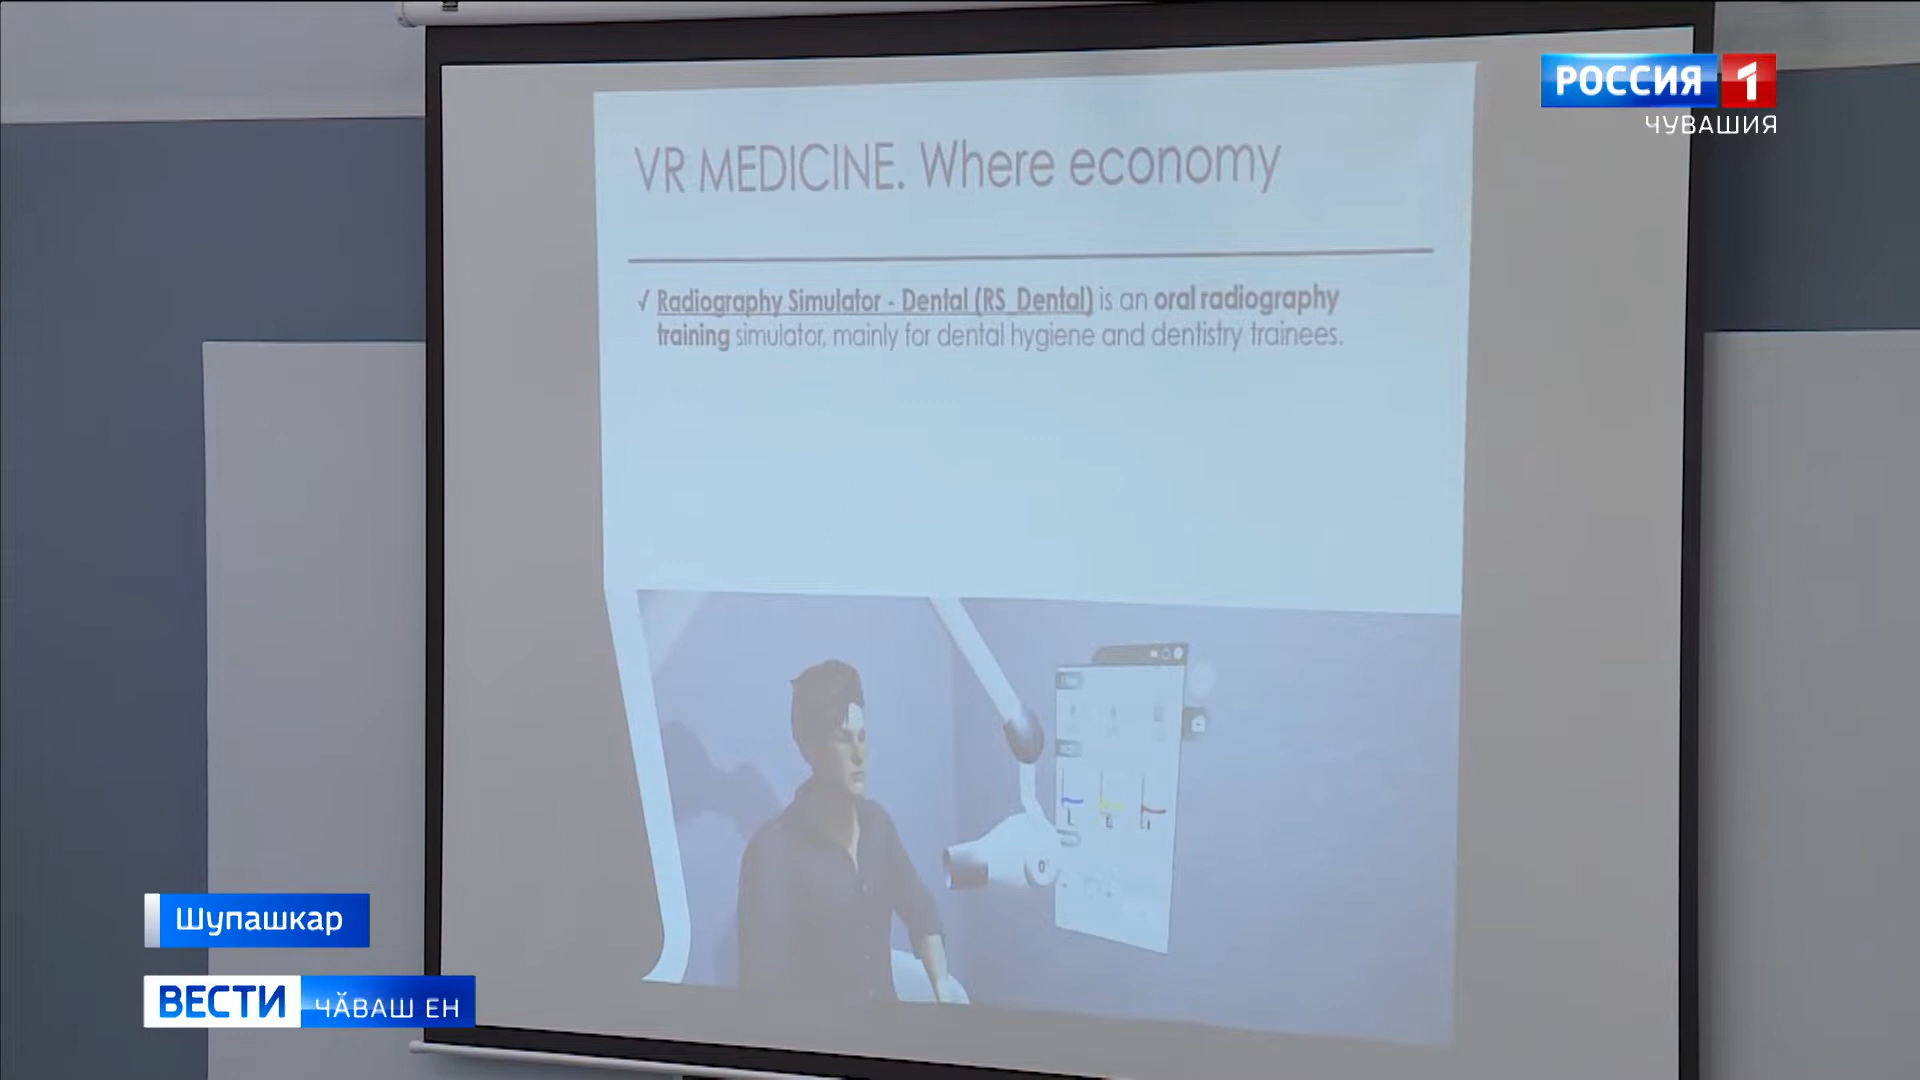 РОССИЯ 1
ЧУВАШИЯ
VR MEDICINE. Where economy
✓ Radiography Simulator - Dental (RS_Dental) is an oral radiography
training simulator, mainly for dental hygiene and dentistry trainees.
Шупашкар
ВЕСТИ ЧӐВАШ ЕН